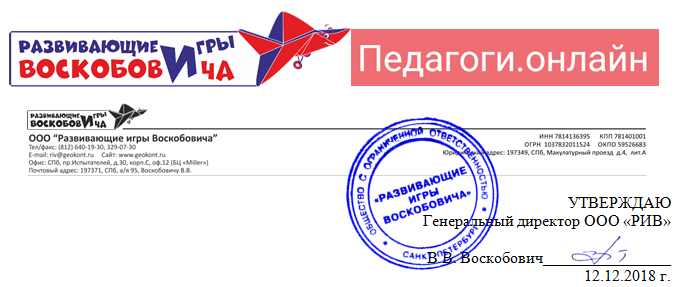 РАЗВИВАЮЩИЕ ИГРЫ
ВОСКОБОВИЧА
Педагоги.онлайн
РАЗВИВАЮЩИЕ ИГРЫ
ВОСКОБОВИЧА
ООО “Развивающие игры Воскобовича”
Тел/факс: (812) 640-19-30, 329-07-30
E-mail: riv@geokont.ru Сайт: www.geokont.ru
Офис: СПб, пр.Испытателей, д.30, корп.С, оф.12 (БЦ «Miller»)
Почтовый адрес: 197371, СПб, а/я 95, Воскобовичу В.В.
ИНН 7814136395 КПП 781401001
ОГРН 1037832011524 ОКПО 59526683
адрес: 197349, СПб, Макулатурный проезд д.4, лит.А
ОБЩЕСТВО С ОГРАНИЧЕННОЙ ОТВЕТСТВЕННОСТЬЮ
«РАЗВИВАЮЩИЕ
ИГРЫ
ВОСКОБОВИЧА»
САНКТ-ПЕТЕРБУРГ
УТВЕРЖДАЮ
Генеральный директор ООО «РИВ»
В.В. Воскобович
12.12.2018 г.